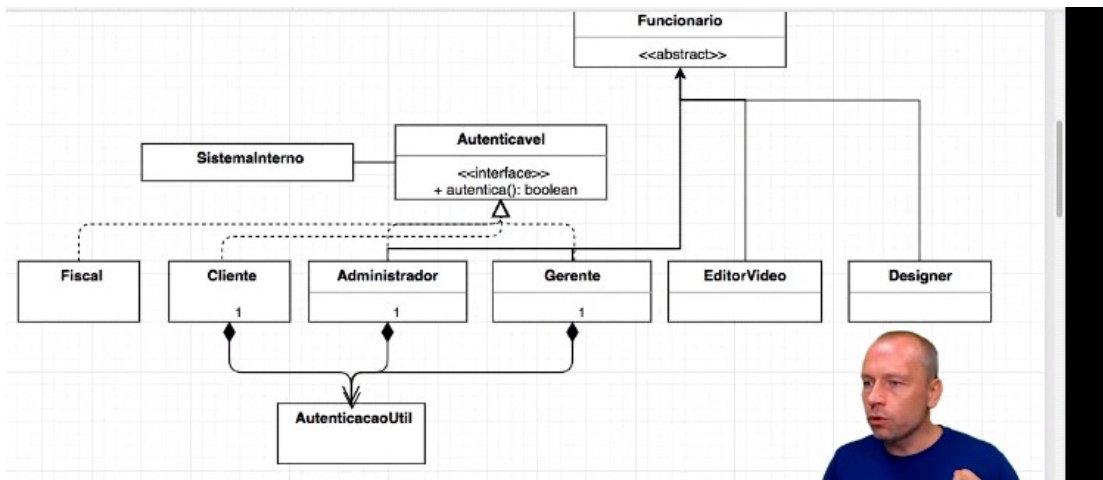 Funcionario
<<abstract>>
Autenticavel
<<interface>>
+ autentica(): boolean
SistemaInterno
Fiscal
Cliente
1
Administrador
1
Gerente
1
EditorVideo
Designer
AutenticacaoUtil